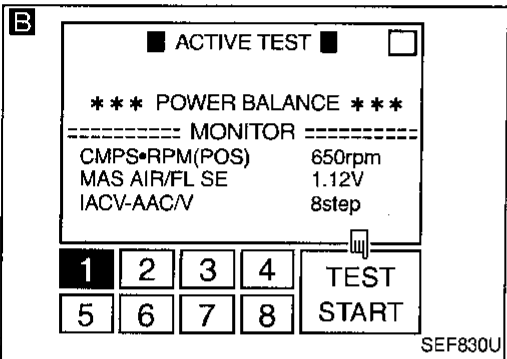 B
■ ACTIVE TEST ■ □
*** POWER BALANCE ***
========== MONITOR ==========
CMPS•RPM(POS) 650rpm
MAS AIR/FL SE 1.12V
IACV-AAC/V 8step
1 2 3 4 TEST
5 6 7 8 START
SEF830U